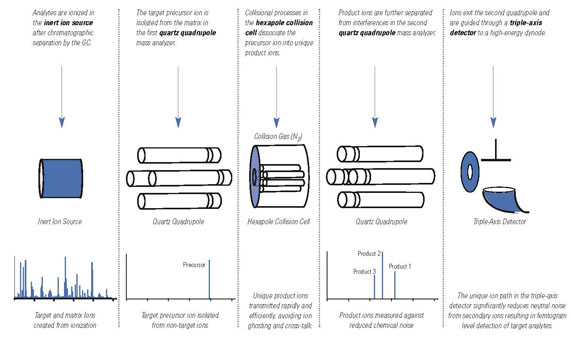 Analytes are ionized in
the inert ion source
after chromatographic
separation by the GC.
The target precursor ion is
isolated from the matrix in
the first quartz quadrupole
mass analyzer.
Collisional processes in
the hexapole collision
cell dissociate the
precursor ion into unique
product ions.
Product ions are further separated
from interferences in the second
quartz quadrupole mass analyzer.
Ions exit the second quadrupole and
are guided through a triple-axis
detector to a high-energy dynode.
Collision Gas (N2)
Inert Ion Source
Quartz Quadrupole
Hexapole Collision Cell
Quartz Quadrupole
Triple-Axis Detector
Precursor
Product 2
Product 1
Product 3
Target and matrix Ions
created from ionization
Target precursor ion isolated
from non-target ions
Unique product ions
transmitted rapidly and
efficiently, avoiding ion
ghosting and cross-talk.
Product ions measured against
reduced chemical noise
The unique ion path in the triple-axis
detector significantly reduces neutral noise
from secondary ions resulting in femtogram
level detection of target analytes.